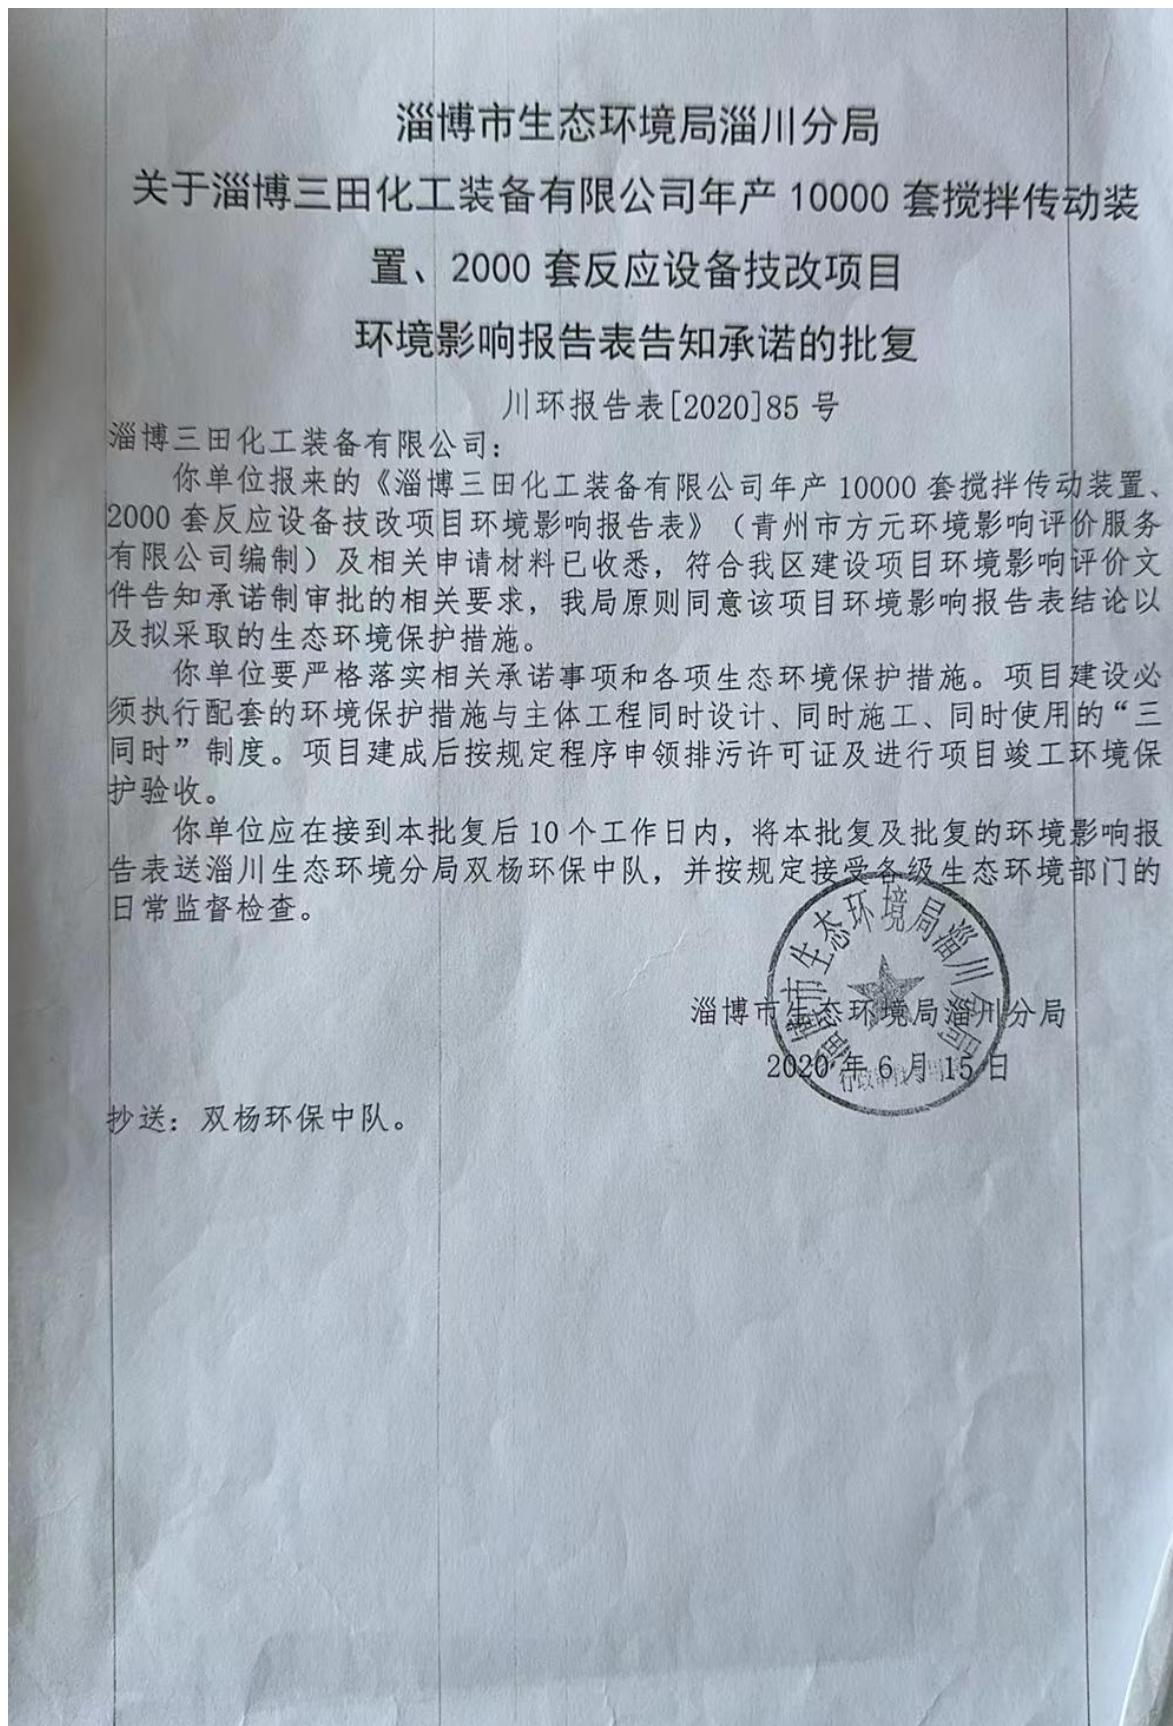 淄博市生态环境局淄川分局
关于淄博三田化工装备有限公司年产 10000 套搅拌传动装
置、2000 套反应设备技改项目
环境影响报告表告知承诺的批复
川环报告表[2020]85 号
淄博三田化工装备有限公司：
你单位报来的《淄博三田化工装备有限公司年产 10000 套搅拌传动装置、
2000 套反应设备技改项目环境影响报告表》（青州市方元环境影响评价服务
有限公司编制）及相关申请材料已收悉，符合我区建设项目环境影响评价文
件告知承诺制审批的相关要求，我局原则同意该项目环境影响报告表结论以
及拟采取的生态环境保护措施。
你单位要严格落实相关承诺事项和各项生态环境保护措施。项目建设必
须执行配套的环境保护措施与主体工程同时设计、同时施工、同时使用的“三
同时”制度。项目建成后按规定程序申领排污许可证及进行项目竣工环境保
护验收。
你单位应在接到本批复后 10 个工作日内，将本批复及批复的环境影响报
告表送淄川生态环境分局双杨环保中队，并按规定接受各级生态环境部门的
日常监督检查。
淄博市生态环境局淄川分局
淄博市生态环境局淄川分局
2020 年 6 月 15 日
抄送：双杨环保中队。